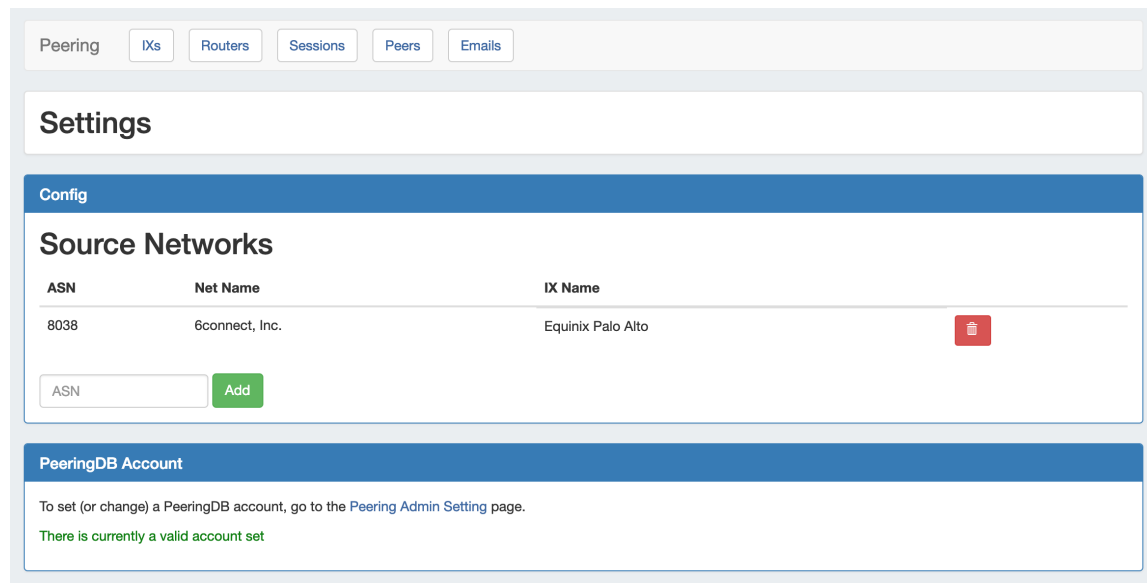 Peering IXs Routers Sessions Peers Emails
Settings
Config
Source Networks
ASN Net Name IX Name
8038 6connect, Inc. Equinix Palo Alto
ASN Add
PeeringDB Account
To set (or change) a PeeringDB account, go to the Peering Admin Setting page.
There is currently a valid account set